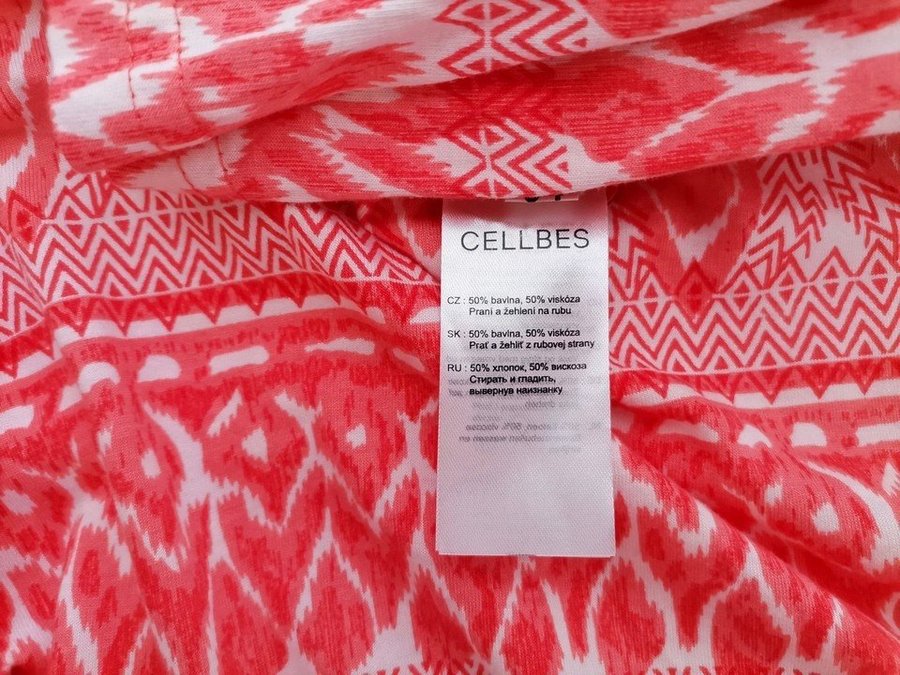 CELLBES
CZ : 50% bavlna, 50% viskóza
Praní a žehlení na rubu
SK : 50% bavlna, 50% viskóza
Prať a žehliť z rubovej strany
RU : 50% хлопок, 50% вискоза
Стирать и гладить,
вывернув наизнанку